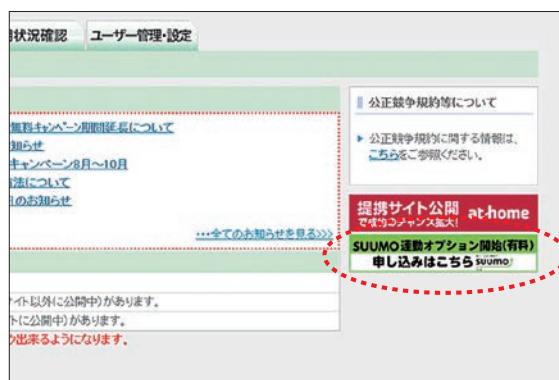 状況確認
ユーザー管理・設定
無料キャンペーン期間延長について
知らせ
キャンペーン8月～10月
法について
のお知らせ
…全てのお知らせを見る>>>
サイト以外に公開中)があります。
トに公開中)があります。
出来るようになります。
公正競争規約等について
公正競争規約に関する情報は、
こちらをご参照ください。
提携サイト公開 at-home
で成約のチャンス拡大!
SUUMO連動オプション開始(有料)
申し込みはこちら suumo